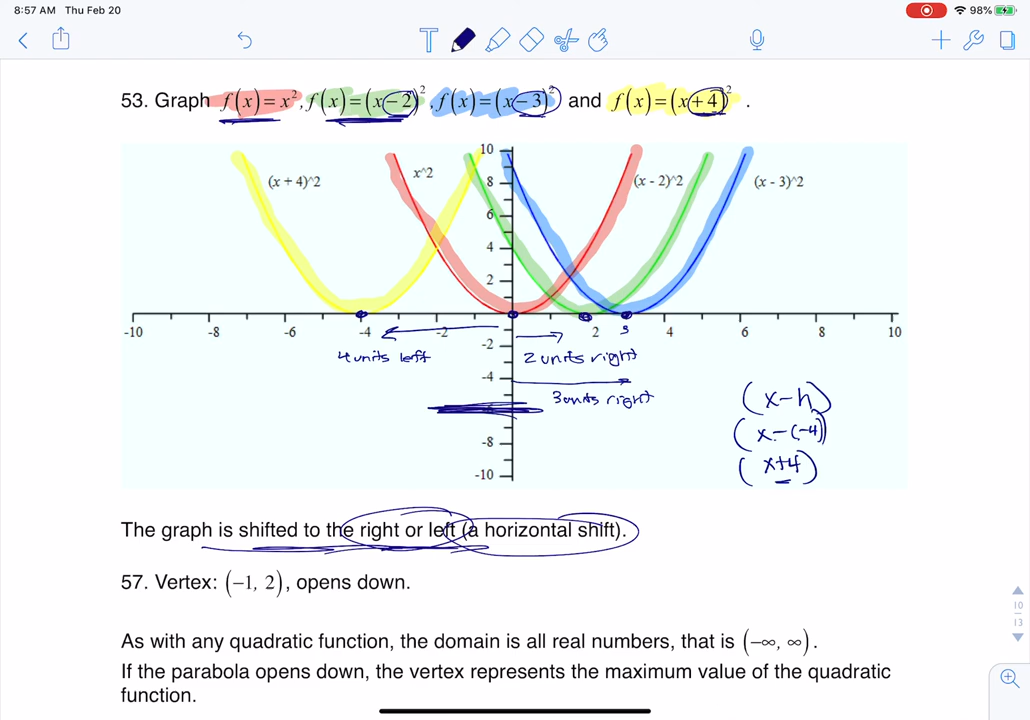 8:57 AM Thu Feb 20
98%
T
53. Graph f(x) = x², f(x) = (x − 2)², f(x) = (x − 3)² and f(x) = (x + 4)².
(x + 4)^2
x^2
(x - 2)^2
(x - 3)^2
10
8
6
4
2
-10 -8 -6 -4 -2 2 3 4 6 8 10
-2
-4
-8
-10
4 units left
2 units right
3 units right
(x − h)
(x − (−4))
(x + 4)
The graph is shifted to the right or left (a horizontal shift).
57. Vertex: (−1, 2), opens down.
As with any quadratic function, the domain is all real numbers, that is (−∞, ∞).
If the parabola opens down, the vertex represents the maximum value of the quadratic
function.
10
13